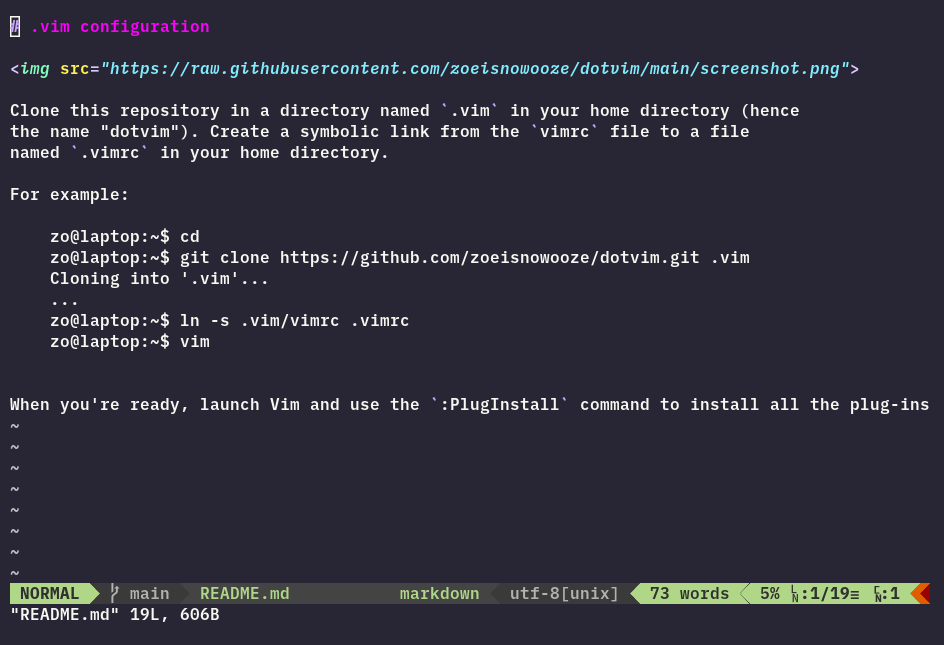 # .vim configuration
<img src="https://raw.githubusercontent.com/zoeisnowooze/dotvim/main/screenshot.png">
Clone this repository in a directory named `.vim` in your home directory (hence
the name "dotvim"). Create a symbolic link from the `vimrc` file to a file
named `.vimrc` in your home directory.
For example:
zo@laptop:~$ cd
zo@laptop:~$ git clone https://github.com/zoeisnowooze/dotvim.git .vim
Cloning into '.vim'...
...
zo@laptop:~$ ln -s .vim/vimrc .vimrc
zo@laptop:~$ vim
When you're ready, launch Vim and use the `:PlugInstall` command to install all the plug-ins
~
~
~
~
~
~
~
~
NORMAL main README.md markdown utf-8[unix] 73 words 5% ␤:1/19≡ ␤:1
"README.md" 19L, 606B